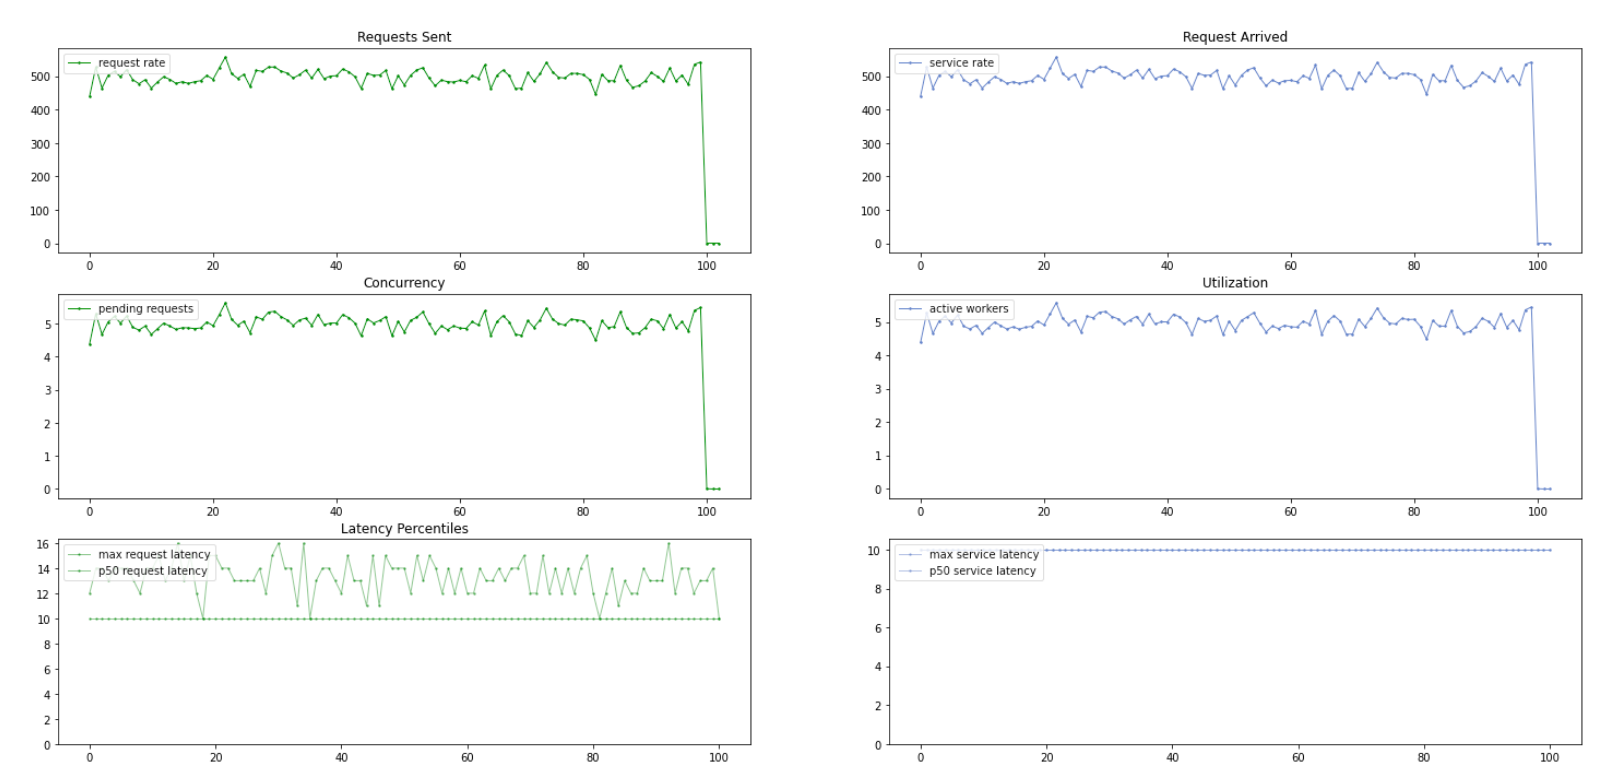 Requests Sent
request rate
500
400
300
200
100
0
0 20 40 60 80 100
Request Arrived
service rate
500
400
300
200
100
0
0 20 40 60 80 100
Concurrency
pending requests
5
4
3
2
1
0
0 20 40 60 80 100
Utilization
active workers
5
4
3
2
1
0
0 20 40 60 80 100
Latency Percentiles
max request latency
p50 request latency
16
14
12
10
8
6
4
2
0
0 20 40 60 80 100
max service latency
p50 service latency
10
8
6
4
2
0
0 20 40 60 80 100